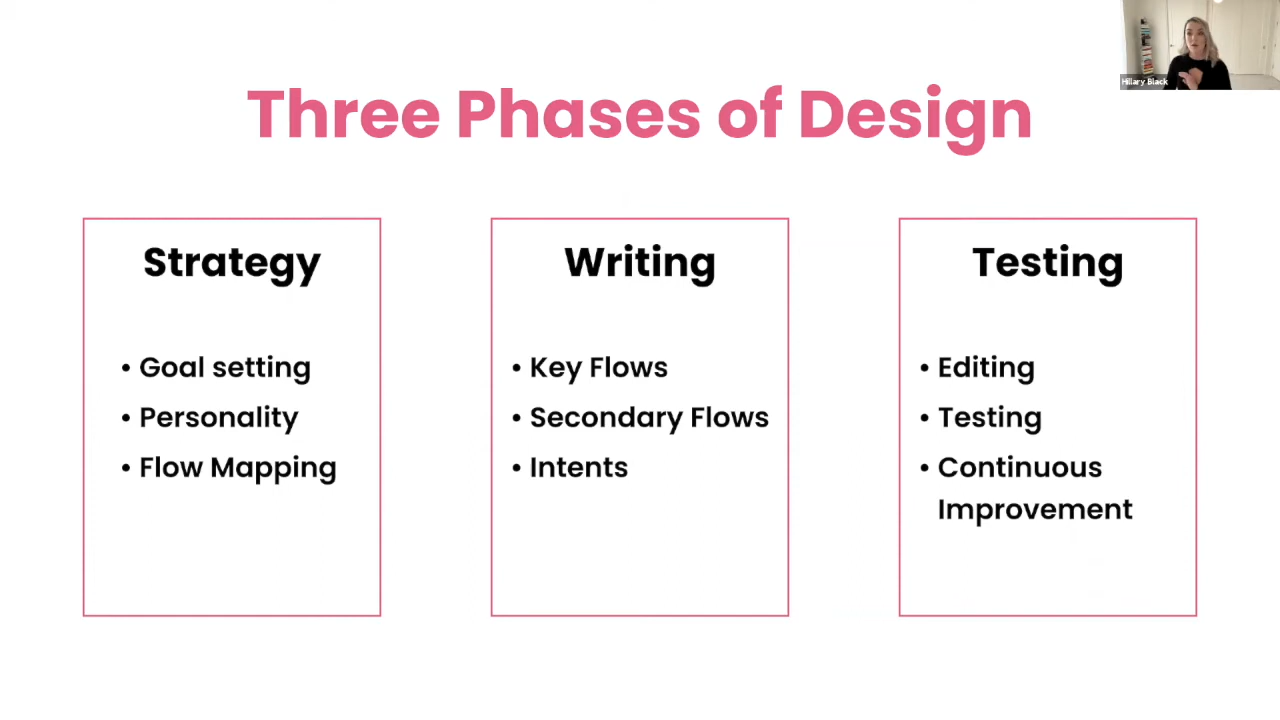 Hillary Black
Three Phases of Design
Strategy
• Goal setting
• Personality
• Flow Mapping
Writing
• Key Flows
• Secondary Flows
• Intents
Testing
• Editing
• Testing
• Continuous
Improvement